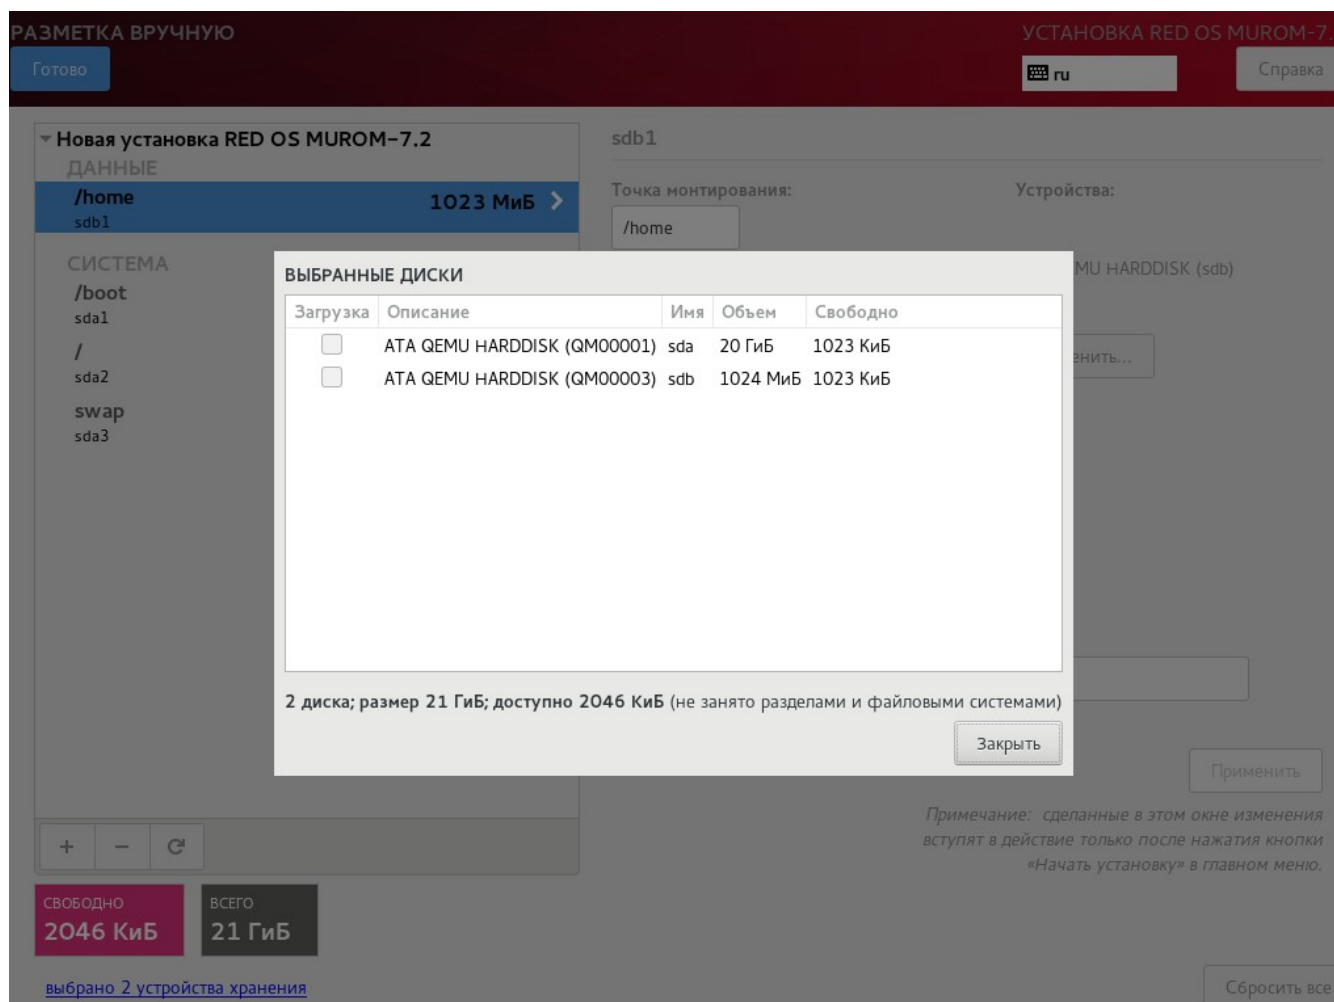 РАЗМЕТКА ВРУЧНУЮ
УСТАНОВКА RED OS MUROM-7.
Готово
ru
Справка
Новая установка RED OS MUROM-7.2
ДАННЫЕ
/home
1023 МиБ
sdb1
СИСТЕМА
/boot
sda1
/
sda2
swap
sda3
sdb1
Точка монтирования:
Устройства:
/home
HARDDISK (sdb)
ВЫБРАННЫЕ ДИСКИ
Загрузка Описание Имя Объем Свободно
ATA QEMU HARDDISK (QM00001) sda 20 ГиБ 1023 КиБ
ATA QEMU HARDDISK (QM00003) sdb 1024 МиБ 1023 КиБ
2 диска; размер 21 ГиБ; доступно 2046 КиБ (не занято разделами и файловыми системами)
Закрыть
Применить
Примечание: сделанные в этом окне изменения
вступят в действие только после нажатия кнопки
«Начать установку» в главном меню.
+ −
СВОБОДНО
2046 КиБ
ВСЕГО
21 ГиБ
выбрано 2 устройства хранения
Сбросить все